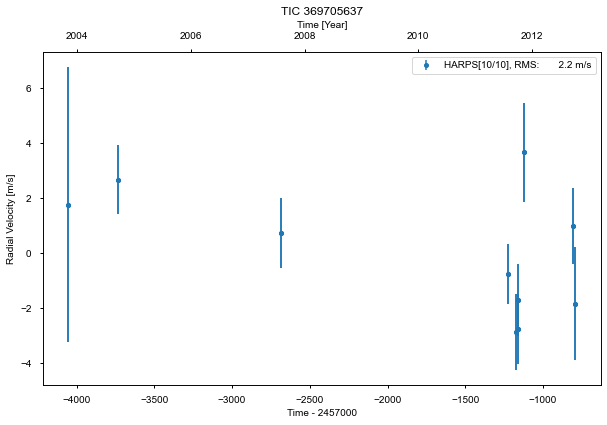 TIC 369705637
Time [Year]
2004 2006 2008 2010 2012
HARPS[10/10], RMS: 2.2 m/s
Radial Velocity [m/s]
6
4
2
0
−2
−4
−4000 −3500 −3000 −2500 −2000 −1500 −1000
Time - 2457000